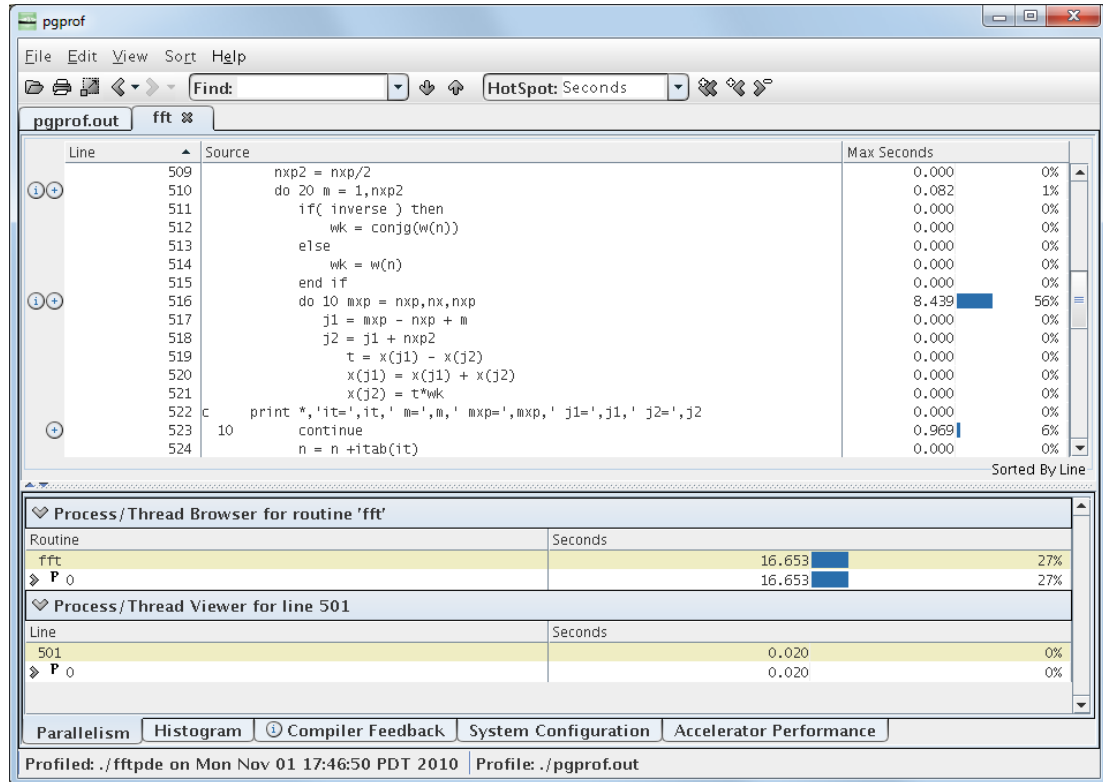 pgprof
File Edit View Sort Help
Find: HotSpot: Seconds
pgprof.out fft
Line Source Max Seconds
509 nxp2 = nxp/2 0.000 0%
510 do 20 m = 1,nxp2 0.082 1%
511 if( inverse ) then 0.000 0%
512 wk = conjg(w(n)) 0.000 0%
513 else 0.000 0%
514 wk = w(n) 0.000 0%
515 end if 0.000 0%
516 do 10 mxp = nxp,nx,nxp 8.439 56%
517 j1 = mxp - nxp + m 0.000 0%
518 j2 = j1 + nxp2 0.000 0%
519 t = x(j1) - x(j2) 0.000 0%
520 x(j1) = x(j1) + x(j2) 0.000 0%
521 x(j2) = t*wk 0.000 0%
522 c print *,'it=',it,' m=',m,' mxp=',mxp,' j1=',j1,' j2=',j2 0.000 0%
523 10 continue 0.969 6%
524 n = n +itab(it) 0.000 0%
Sorted By Line
Process/Thread Browser for routine 'fft'
Routine Seconds
fft 16.653 27%
P 0 16.653 27%
Process/Thread Viewer for line 501
Line Seconds
501 0.020 0%
P 0 0.020 0%
Parallelism Histogram Compiler Feedback System Configuration Accelerator Performance
Profiled: ./fftpde on Mon Nov 01 17:46:50 PDT 2010 Profile: ./pgprof.out